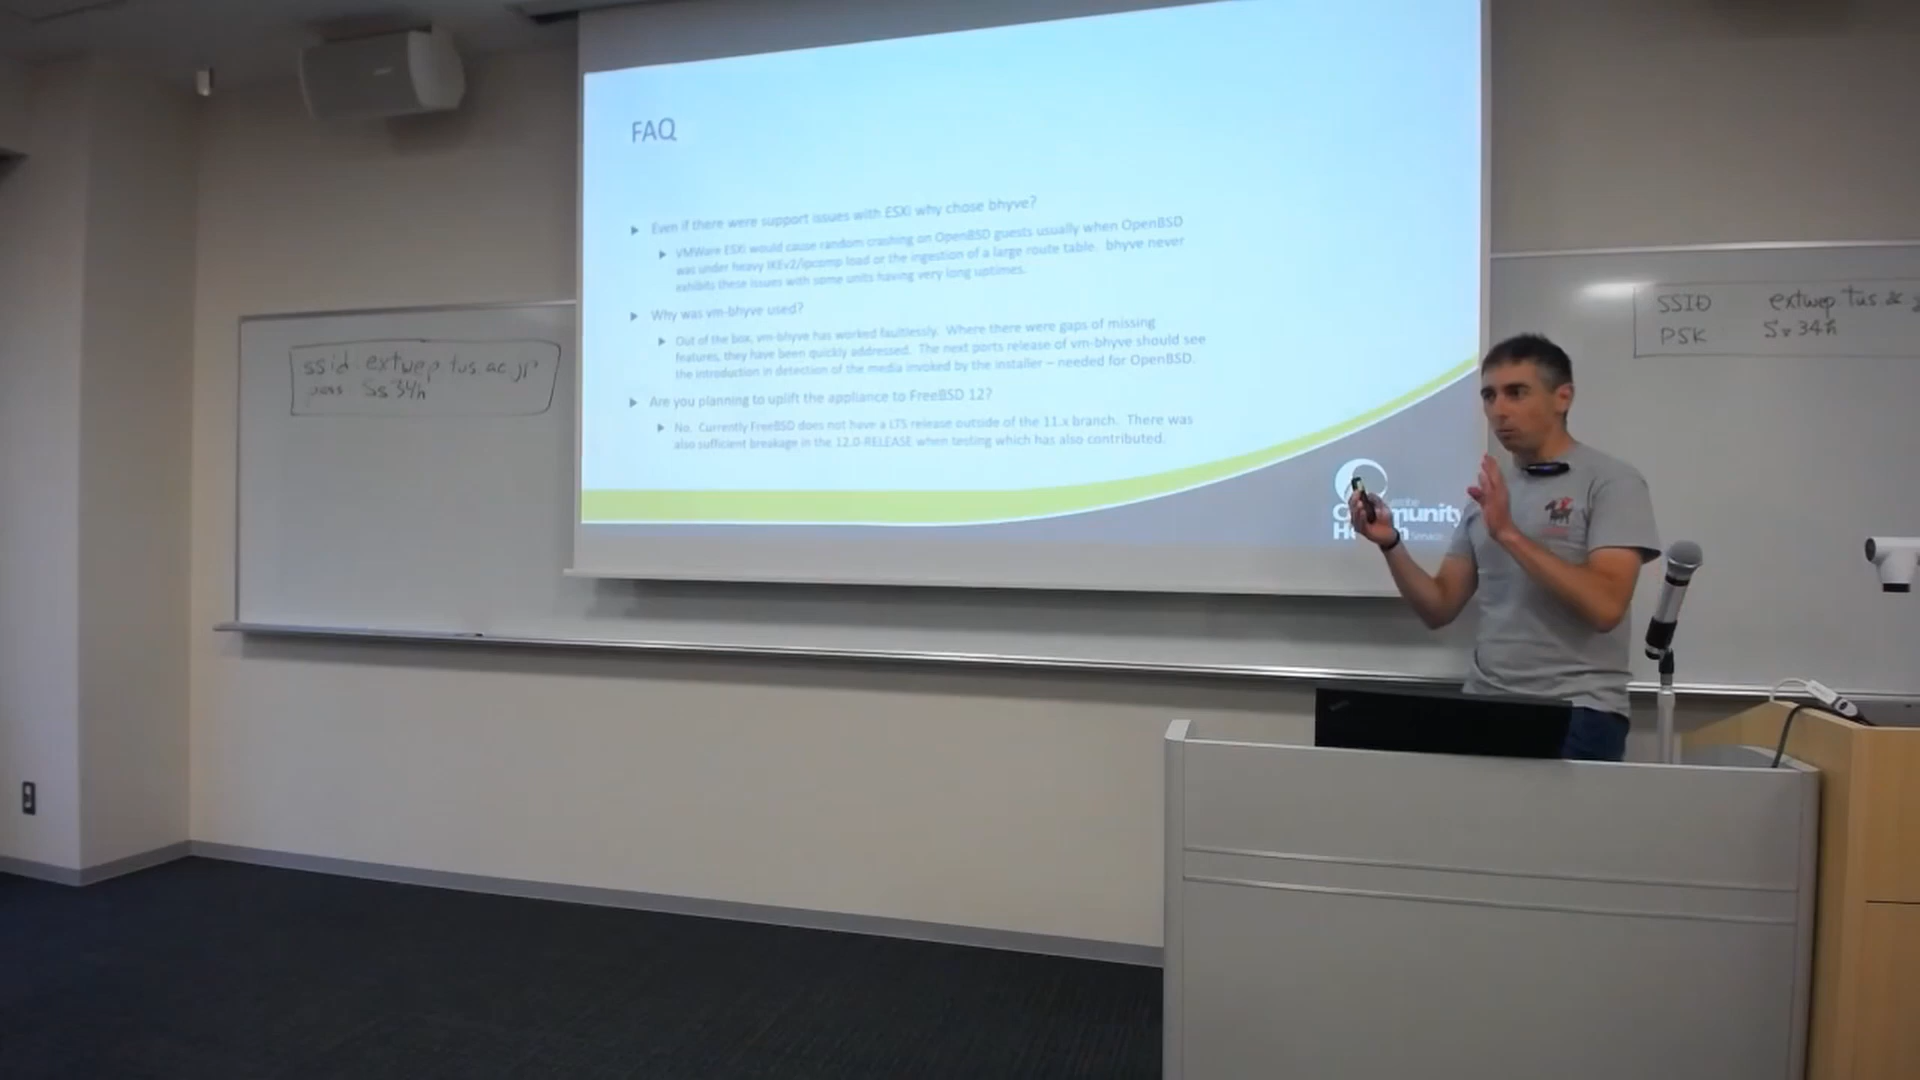 FAQ
Even if there were support issues with ESXi why chose bhyve?
VMWare ESXi would cause random crashing on OpenBSD guests usually when OpenBSD
was under heavy IKEv2/ipcomp load or the ingestion of a large route table. bhyve never
exhibits these issues with some units having very long uptimes.
Why was vm-bhyve used?
Out of the box, vm-bhyve has worked faultlessly. Where there were gaps of missing
features, they have been quickly addressed. The next ports release of vm-bhyve should see
the introduction in detection of the media invoked by the installer – needed for OpenBSD.
Are you planning to uplift the appliance to FreeBSD 12?
No. Currently FreeBSD does not have a LTS release outside of the 11.x branch. There was
also sufficient breakage in the 12.0-RELEASE when testing which has also contributed.
ssid. extwep tus.ac.jp
pass Ss34h
SSID extwep tus.ac
PSK
Service